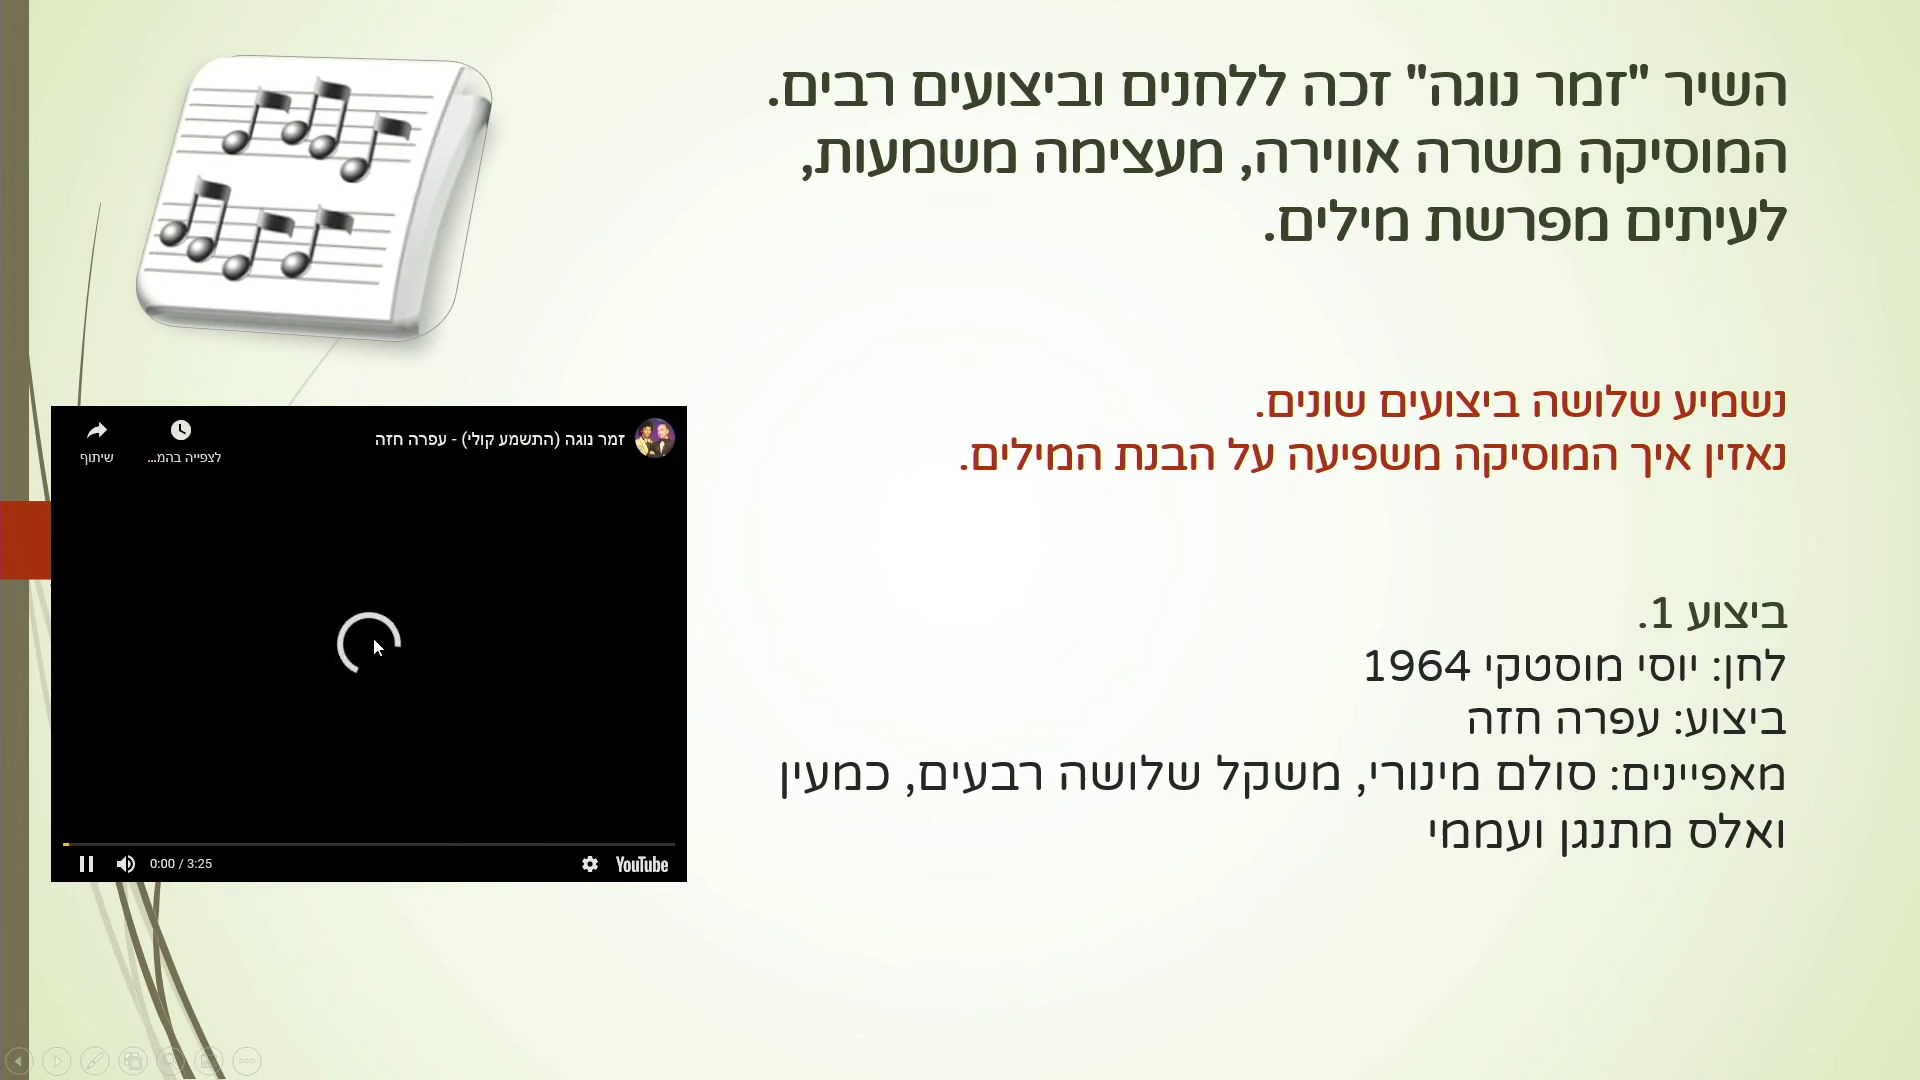 השיר "זמר נוגה" זכה ללחנים וביצועים רבים.
המוסיקה משרה אווירה, מעצימה משמעות,
לעיתים מפרשת מילים.
נשמיע שלושה ביצועים שונים.
נאזין איך המוסיקה משפיעה על הבנת המילים.
ביצוע 1.
לחן: יוסי מוסטקי 1964
ביצוע: עפרה חזה
מאפיינים: סולם מינורי, משקל שלושה רבעים, כמעין
ואלס מתנגן ועממי
זמר נוגה (התשמע קולי) - עפרה חזה
לצפייה בהמ...
שיתוף
0:00 / 3:25
YouTube